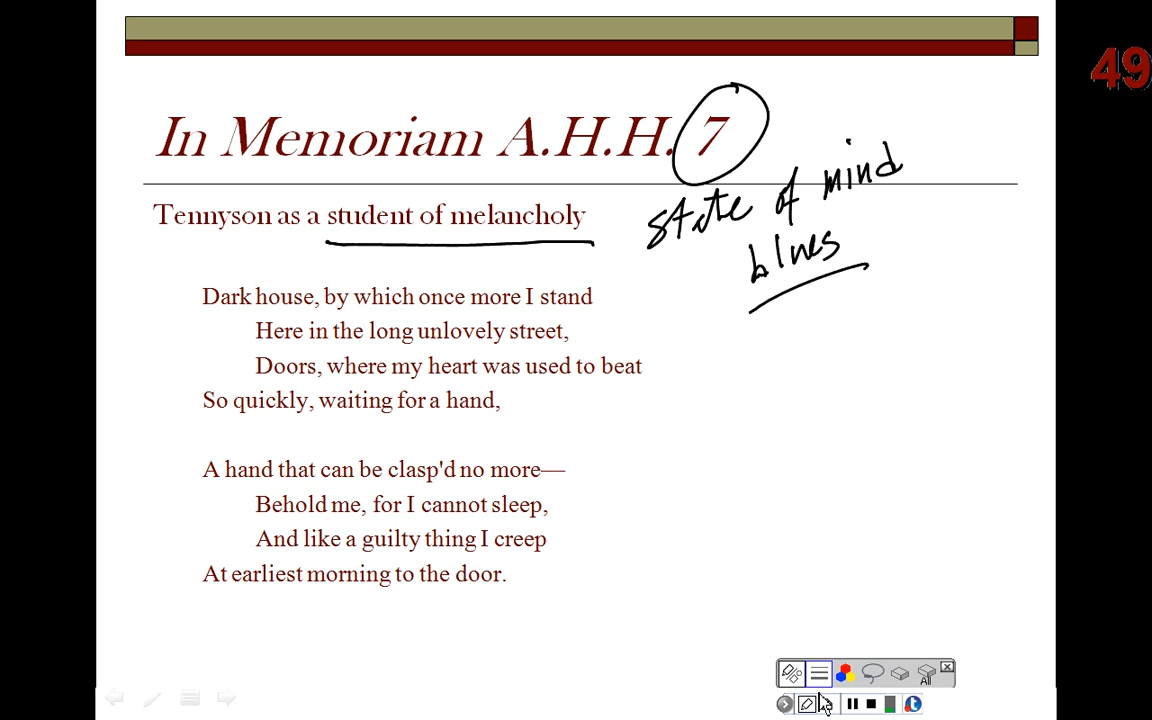 49
In Memoriam A.H.H. 7
Tennyson as a student of melancholy
state of mind
blues
Dark house, by which once more I stand
Here in the long unlovely street,
Doors, where my heart was used to beat
So quickly, waiting for a hand,
A hand that can be clasp'd no more—
Behold me, for I cannot sleep,
And like a guilty thing I creep
At earliest morning to the door.
All